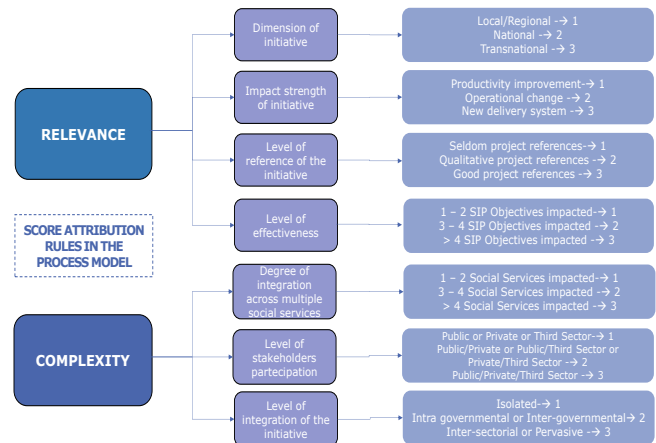 RELEVANCE
Dimension of
initiative
Local/Regional -→ 1
National -→ 2
Transnational -→ 3
Impact strength
of initiative
Productivity improvement-→ 1
Operational change -→ 2
New delivery system -→ 3
Level of
reference of the
initiative
Seldom project references-→ 1
Qualitative project references -→ 2
Good project references -→ 3
Level of
effectiveness
1 – 2 SIP Objectives impacted-→ 1
3 – 4 SIP Objectives impacted -→ 2
> 4 SIP Objectives impacted -→ 3
SCORE ATTRIBUTION
RULES IN THE
PROCESS MODEL
COMPLEXITY
Degree of
integration
across multiple
social services
1 – 2 Social Services impacted-→ 1
3 – 4 Social Services impacted -→2
> 4 Social Services impacted -→ 3
Level of
stakeholders
partecipation
Public or Private or Third Sector-→ 1
Public/Private or Public/Third Sector or
Private/Third Sector -→ 2
Public/Private/Third Sector -→ 3
Level of
integration of the
initiative
Isolated-→ 1
Intra governmental or Inter-governmental-→ 2
Inter-sectorial or Pervasive -→ 3